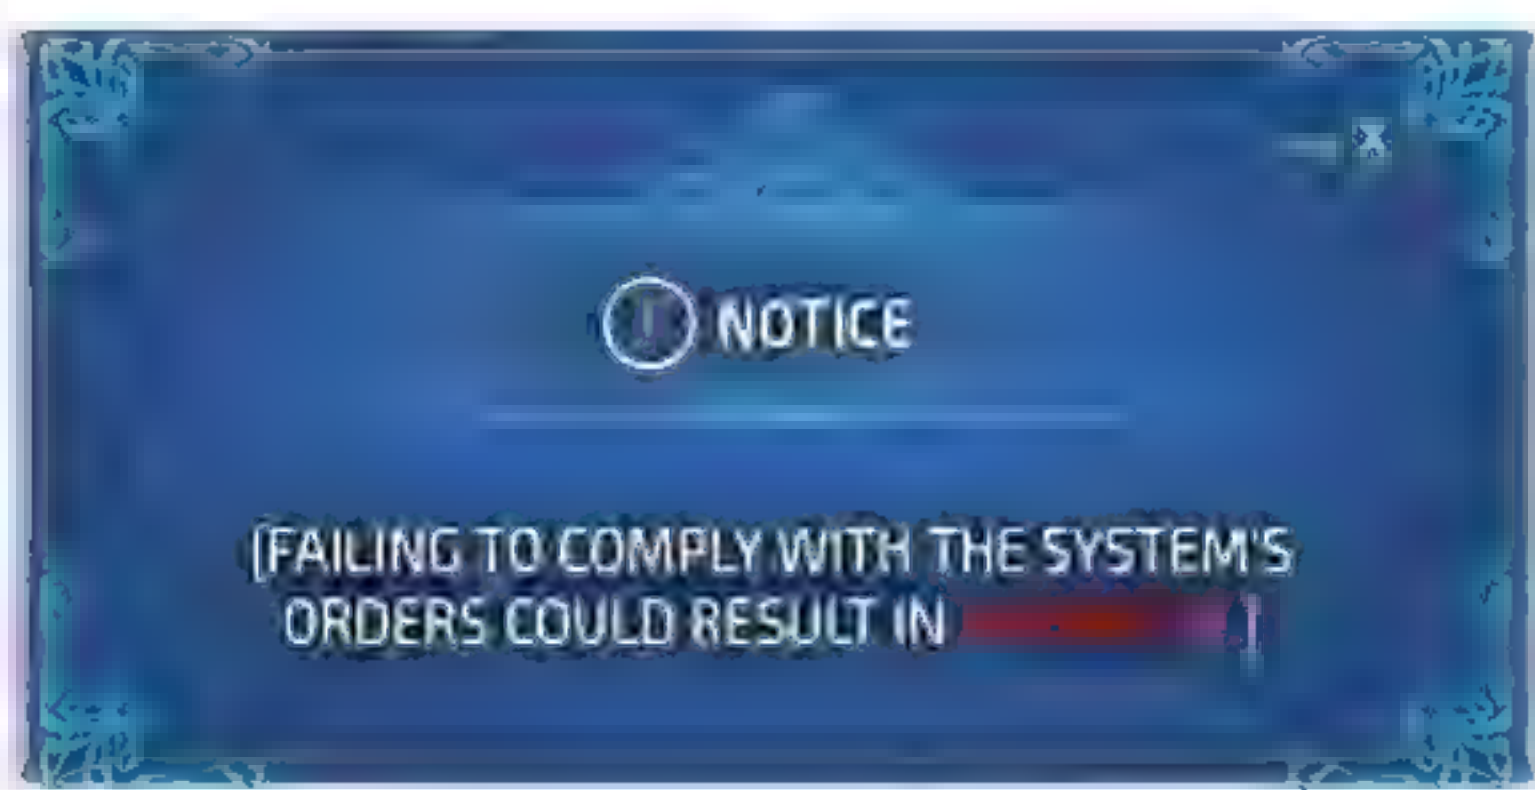 NOTICE
[FAILING TO COMPLY WITH THE SYSTEM'S
ORDERS COULD RESULT IN